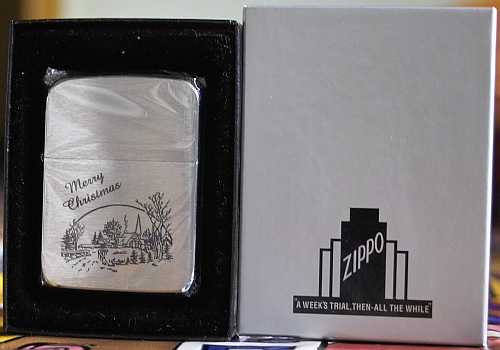 Merry
Christmas
ZIPPO
"A WEEK'S TRIAL, THEN-ALL THE WHILE"